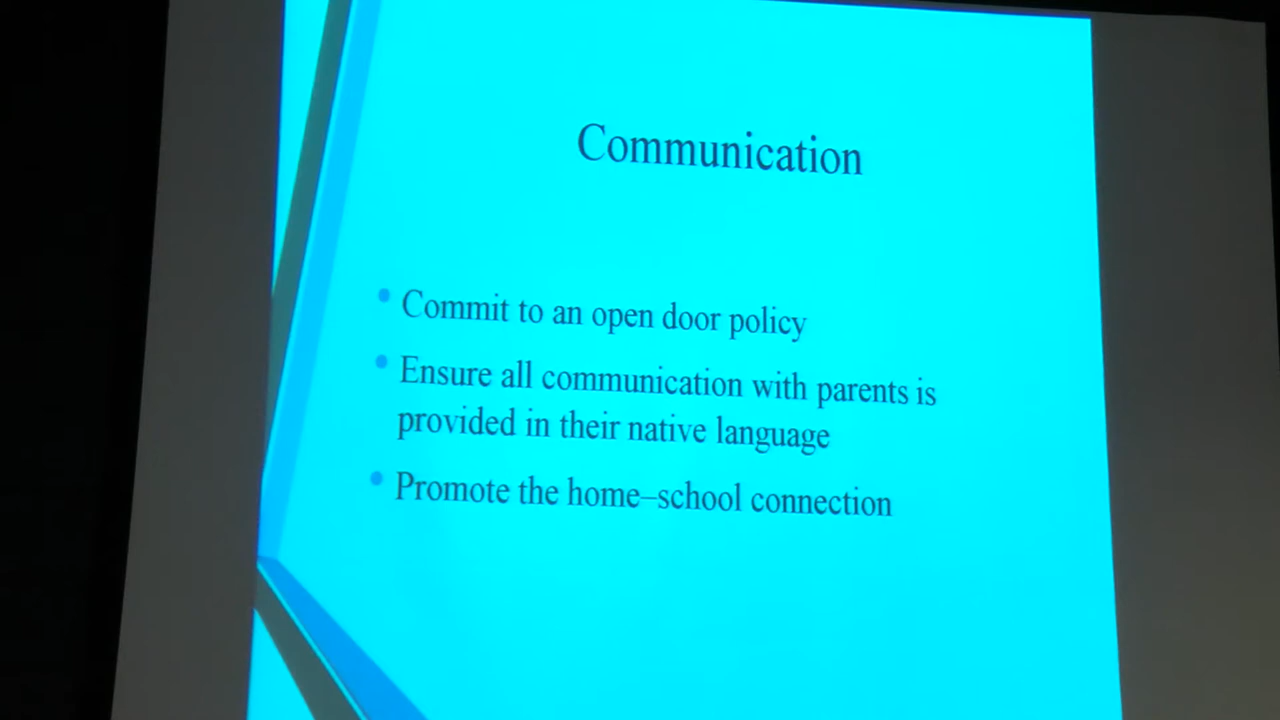 Communication
• Commit to an open door policy
• Ensure all communication with parents is
provided in their native language
• Promote the home–school connection